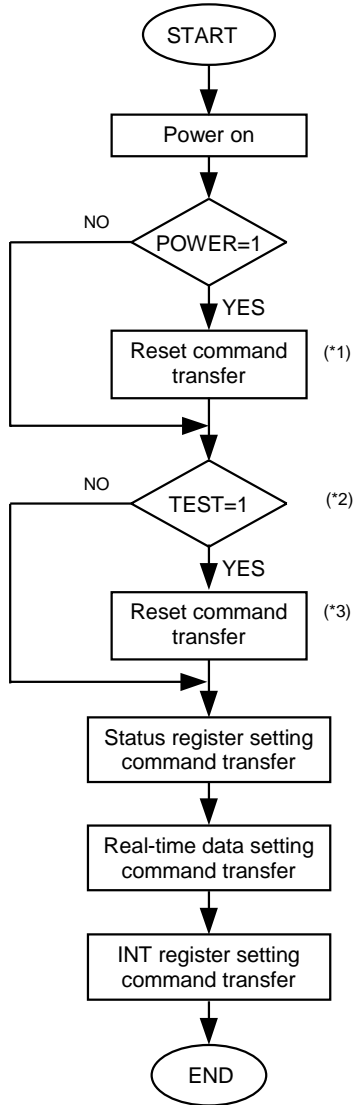 START
Power on
NO
POWER=1
YES
Reset command
transfer
(*1)
NO
TEST=1
(*2)
YES
Reset command
transfer
(*3)
Status register setting
command transfer
Real-time data setting
command transfer
INT register setting
command transfer
END